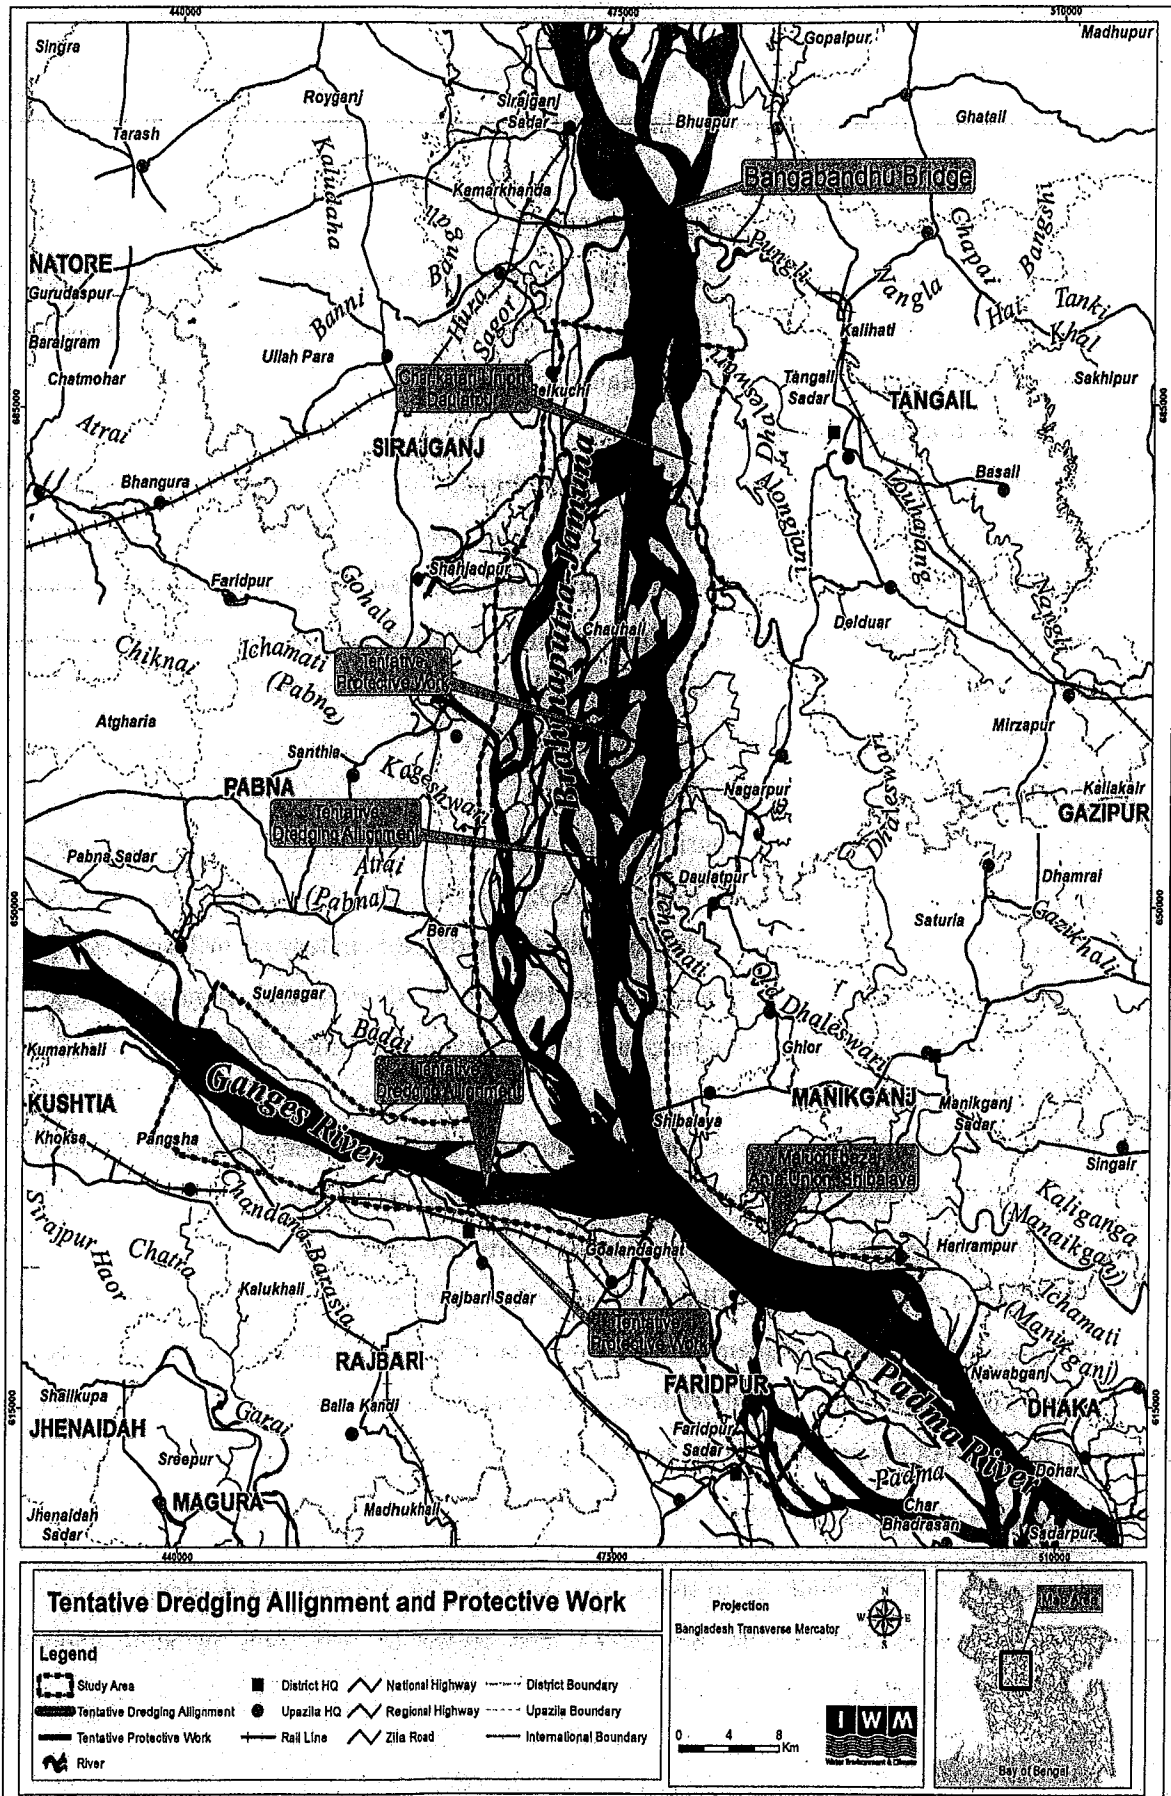 440000
475000
510000
Singra
Gopalpur
Madhupur
Royganj
Sirajganj
Sadar
Bhuapur
Ghatail
Tarash
Kaludaha
Kamarkhanda
Bangabandhu Bridge
Bangshi
Chapai
NATORE
Gurudaspur
Pungli
Nangla
Hai
Tanki
Khal
Banni
Hura
Sagor
Baraigram
Ullah Para
Kalihati
Chatmohar
Tangail
Sadar
Sakhipur
685000
685000
Daulatpur
TANGAIL
Atrai
SIRAJGANJ
Dhaleswari
Bhangura
Basail
Alongjani
Louhajang
Brahmaputra-Jamuna
Shahjadpur
Faridpur
Gohala
Chauhali
Delduar
Nangli
Chiknai
Ichamati
(Pabna)
Tentative
Protective Work
Atgharia
Mirzapur
Santhia
PABNA
Kageshwari
Nagarpur
Dhaleswari
Kaliakair
GAZIPUR
Tentative
Dredging Allignment
Pabna Sadar
Atrai
(Pabna)
Daulatpur
Dhamrai
650000
650000
Bera
Ichamati
Saturia
Gazikhali
Sujanagar
Old Dhaleswari
Badai
Kumarkhali
Ghior
Tentative
Dredging Allignment
Ganges River
KUSHTIA
MANIKGANJ
Manikganj
Sadar
Shibalaya
Khoksa
Pangsha
Singair
Sirajpur Haor
Chandana-Barasia
Kaliganga
(Manaikganj)
Chatra
Goalandaghat
Harirampur
Kalukhali
Rajbari Sadar
Ichamati
(Manikganj)
Tentative
Protective Work
RAJBARI
Nawabganj
Shailkupa
FARIDPUR
DHAKA
615000
615000
Balia Kandi
JHENAIDAH
Garai
Padma River
Faridpur
Sadar
Sreepur
Padma
Dohar
MAGURA
Jhenaidah
Sadar
Madhukhali
Char
Bhadrasan
Sadarpur
440000
475000
510000
Tentative Dredging Allignment and Protective Work
Projection
Bangladesh Transverse Mercator
N
W
E
S
Map Area
Legend
Study Area
District HQ
National Highway
District Boundary
Tentative Dredging Allignment
Upazila HQ
Regional Highway
Upazila Boundary
Tentative Protective Work
Rail Line
Zila Road
International Boundary
River
0 4 8
Km
IWM
Bay of Bengal